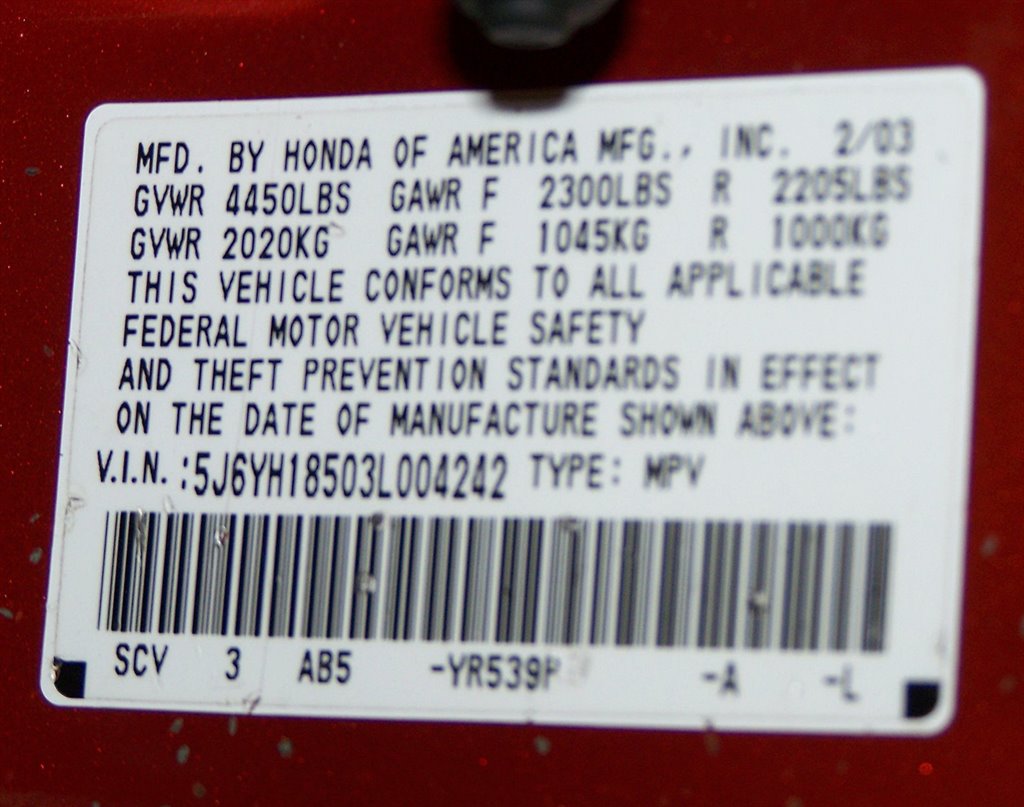 MFD. BY HONDA OF AMERICA MFG., INC. 2/03
GVWR 4450LBS GAWR F 2300LBS R 2205LBS
GVWR 2020KG GAWR F 1045KG R 1000KG
THIS VEHICLE CONFORMS TO ALL APPLICABLE
FEDERAL MOTOR VEHICLE SAFETY
AND THEFT PREVENTION STANDARDS IN EFFECT
ON THE DATE OF MANUFACTURE SHOWN ABOVE:
V.I.N.:5J6YH18503L004242 TYPE: MPV
SCV 3 AB5 -A -L